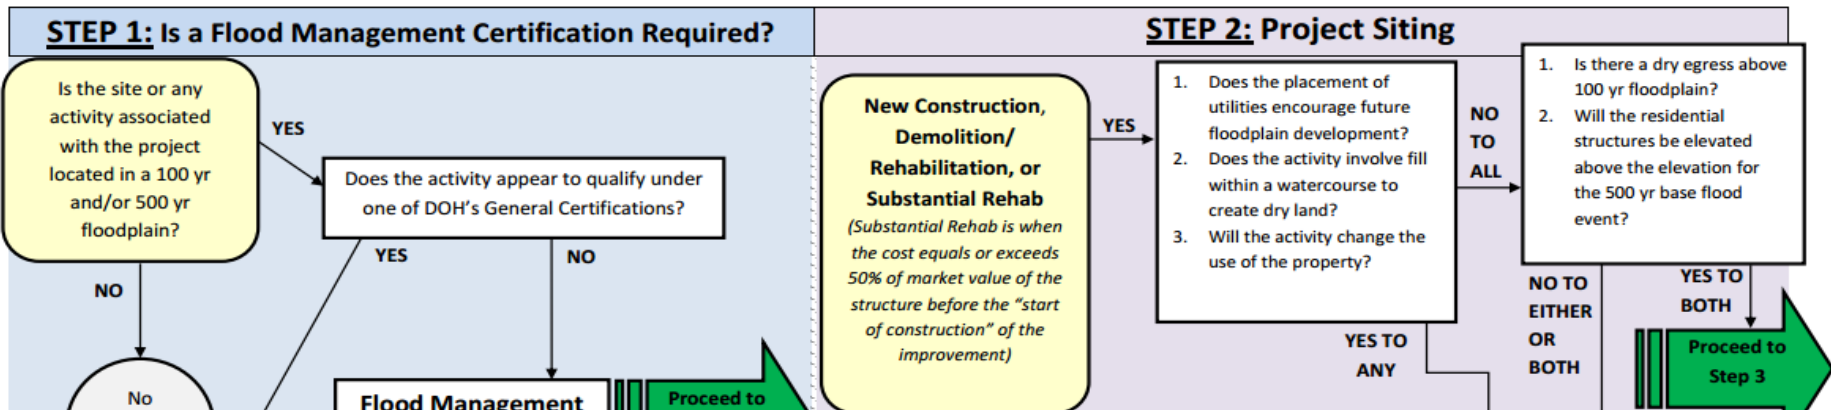 STEP 1: Is a Flood Management Certification Required?
Is the site or any
activity associated
with the project
located in a 100 yr
and/or 500 yr
floodplain?
YES
NO
Does the activity appear to qualify under
one of DOH's General Certifications?
YES
NO
No
Flood Management
Proceed to
STEP 2: Project Siting
New Construction,
Demolition/
Rehabilitation, or
Substantial Rehab
(Substantial Rehab is when
the cost equals or exceeds
50% of market value of the
structure before the “start
of construction” of the
improvement)
YES
1. Does the placement of
utilities encourage future
floodplain development?
2. Does the activity involve fill
within a watercourse to
create dry land?
3. Will the activity change the
use of the property?
NO
TO
ALL
YES TO
ANY
1. Is there a dry egress above
100 yr floodplain?
2. Will the residential
structures be elevated
above the elevation for
the 500 yr base flood
event?
NO TO
EITHER
OR
BOTH
YES TO
BOTH
Proceed to
Step 3